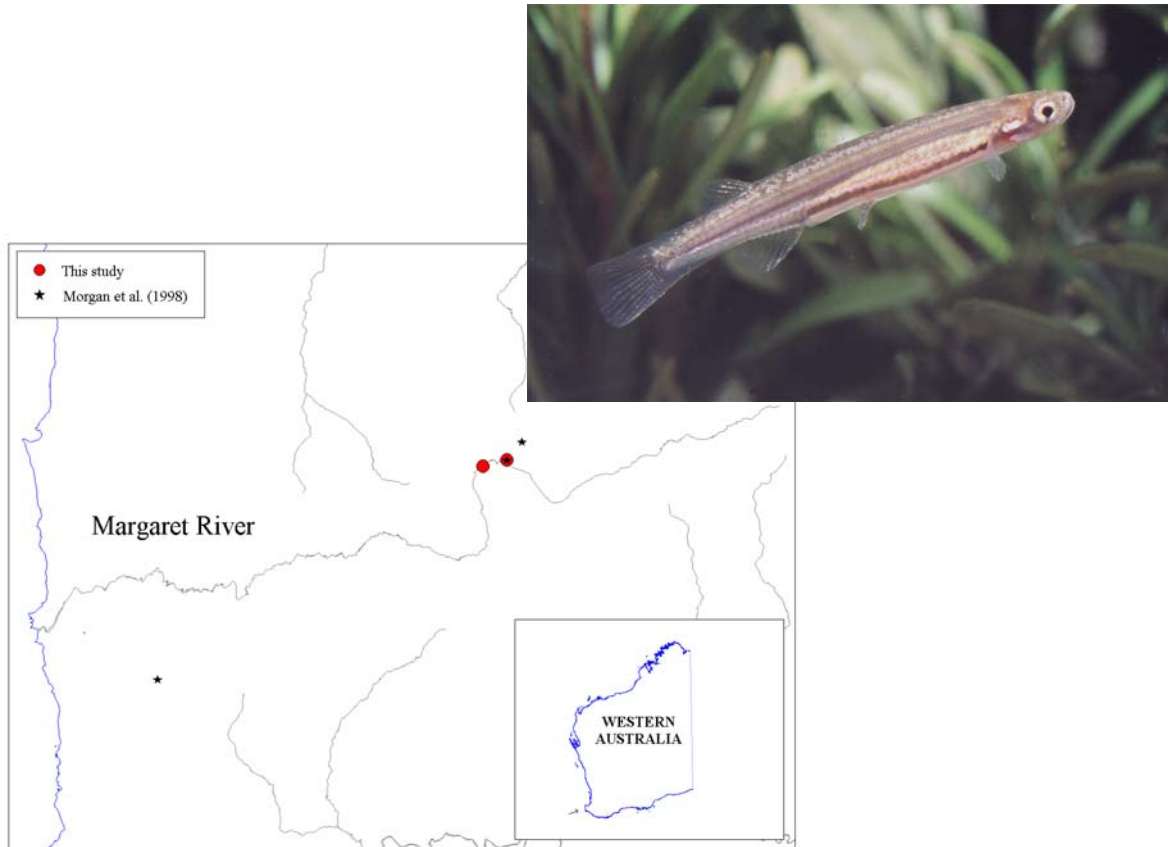 This study
Morgan et al. (1998)
Margaret River
WESTERN
AUSTRALIA